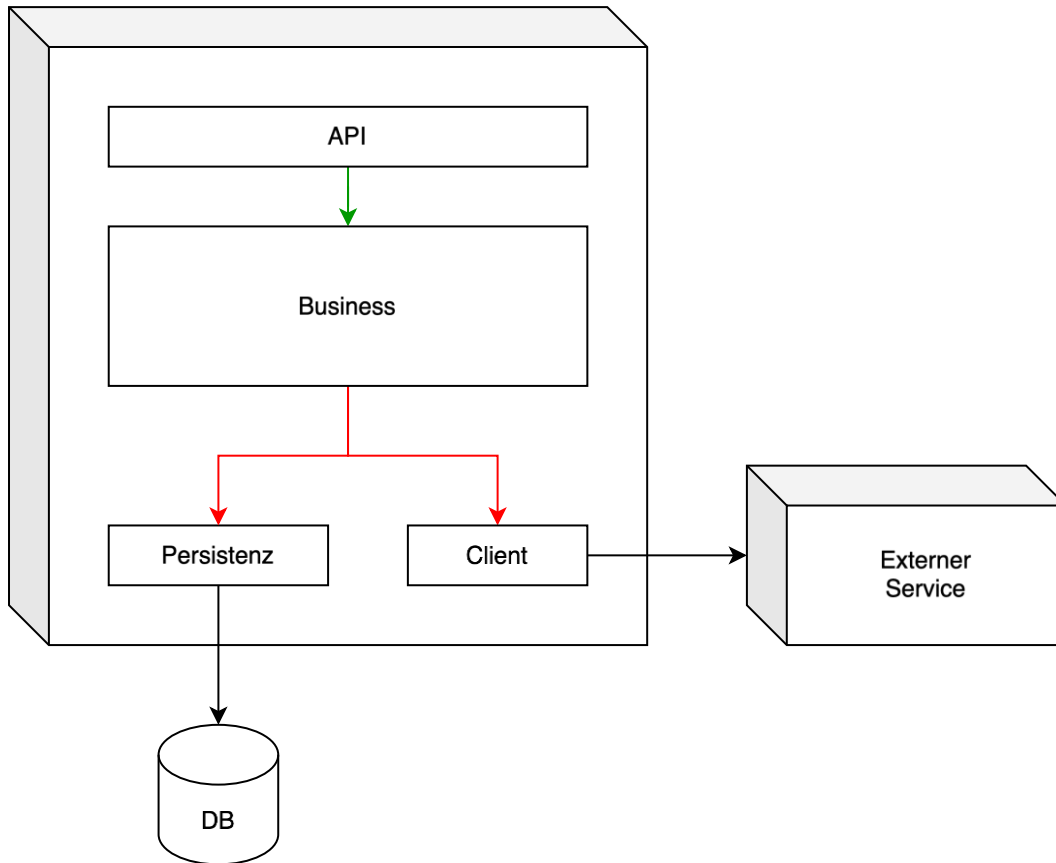 API
Business
Persistenz
Client
Externer
Service
DB